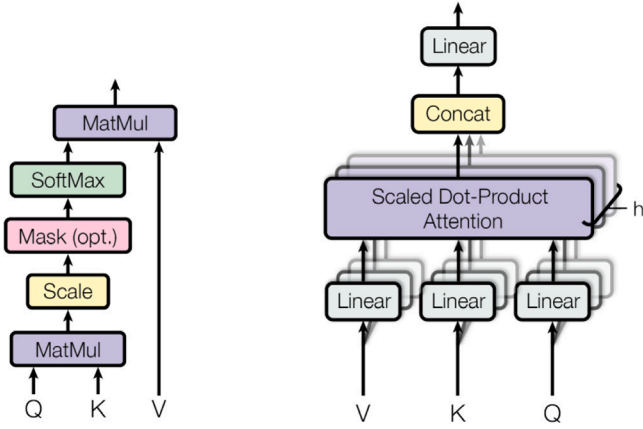 MatMul
SoftMax
Mask (opt.)
Scale
MatMul
Q K V
Linear
Concat
Scaled Dot-Product
Attention
h
Linear Linear Linear
V K Q